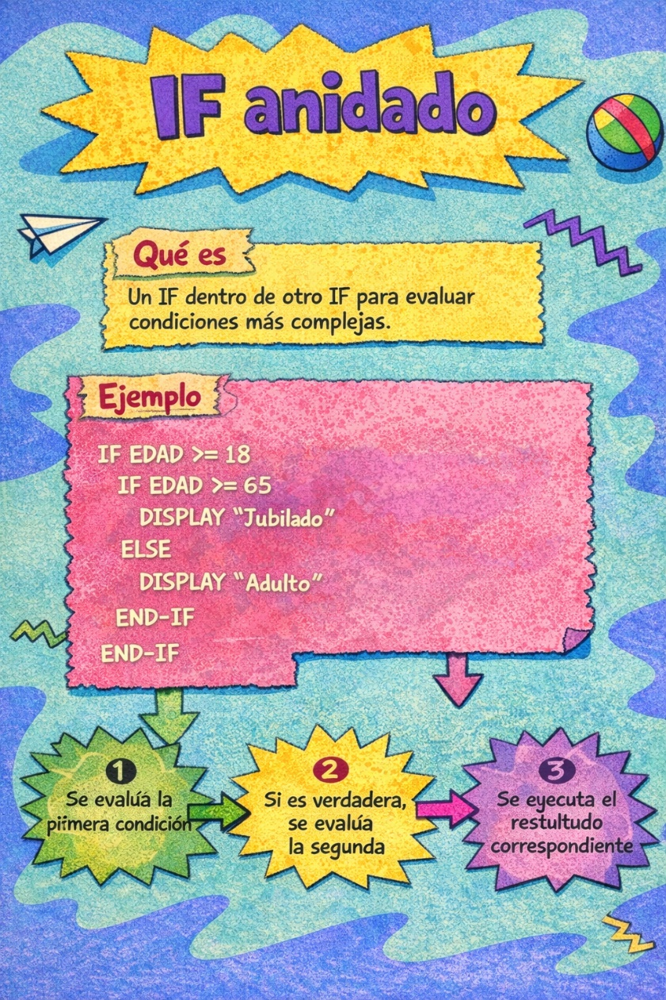 IF anidado
Qué es
Un IF dentro de otro IF para evaluar
condiciones más complejas.
Ejemplo
IF EDAD >= 18
IF EDAD >= 65
DISPLAY “Jubilado”
ELSE
DISPLAY “Adulto”
END-IF
END-IF
1
Se evalúá la
piimera condición
2
Si es verdadera,
se evalúa
la segunda
3
Se eyecuta el
restultudo
correspondiente